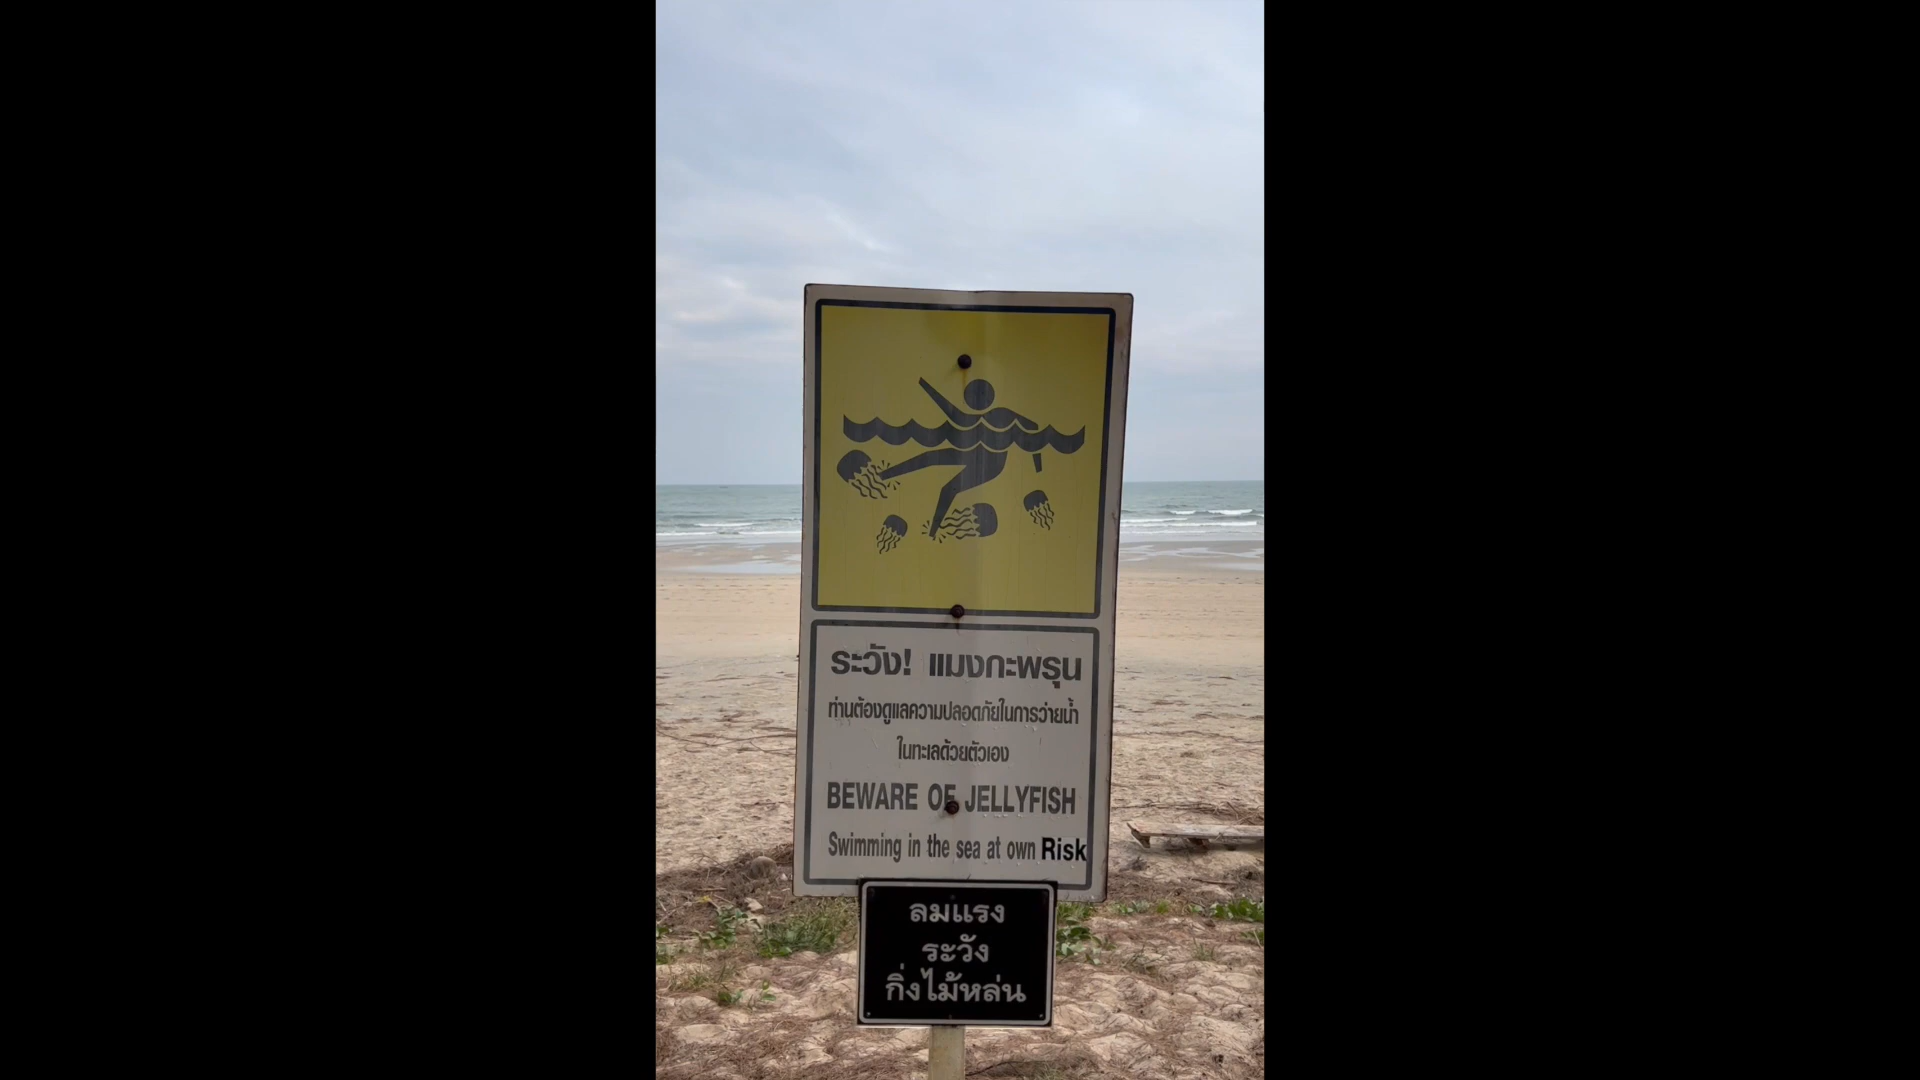 ระวัง! แมงกะพรุน
ท่านต้องดูแลความปลอดภัยในการว่ายน้ำ
ในทะเลด้วยตัวเอง
BEWARE OF JELLYFISH
Swimming in the sea at own Risk
ลมแรง
ระวัง
กิ่งไม้หล่น